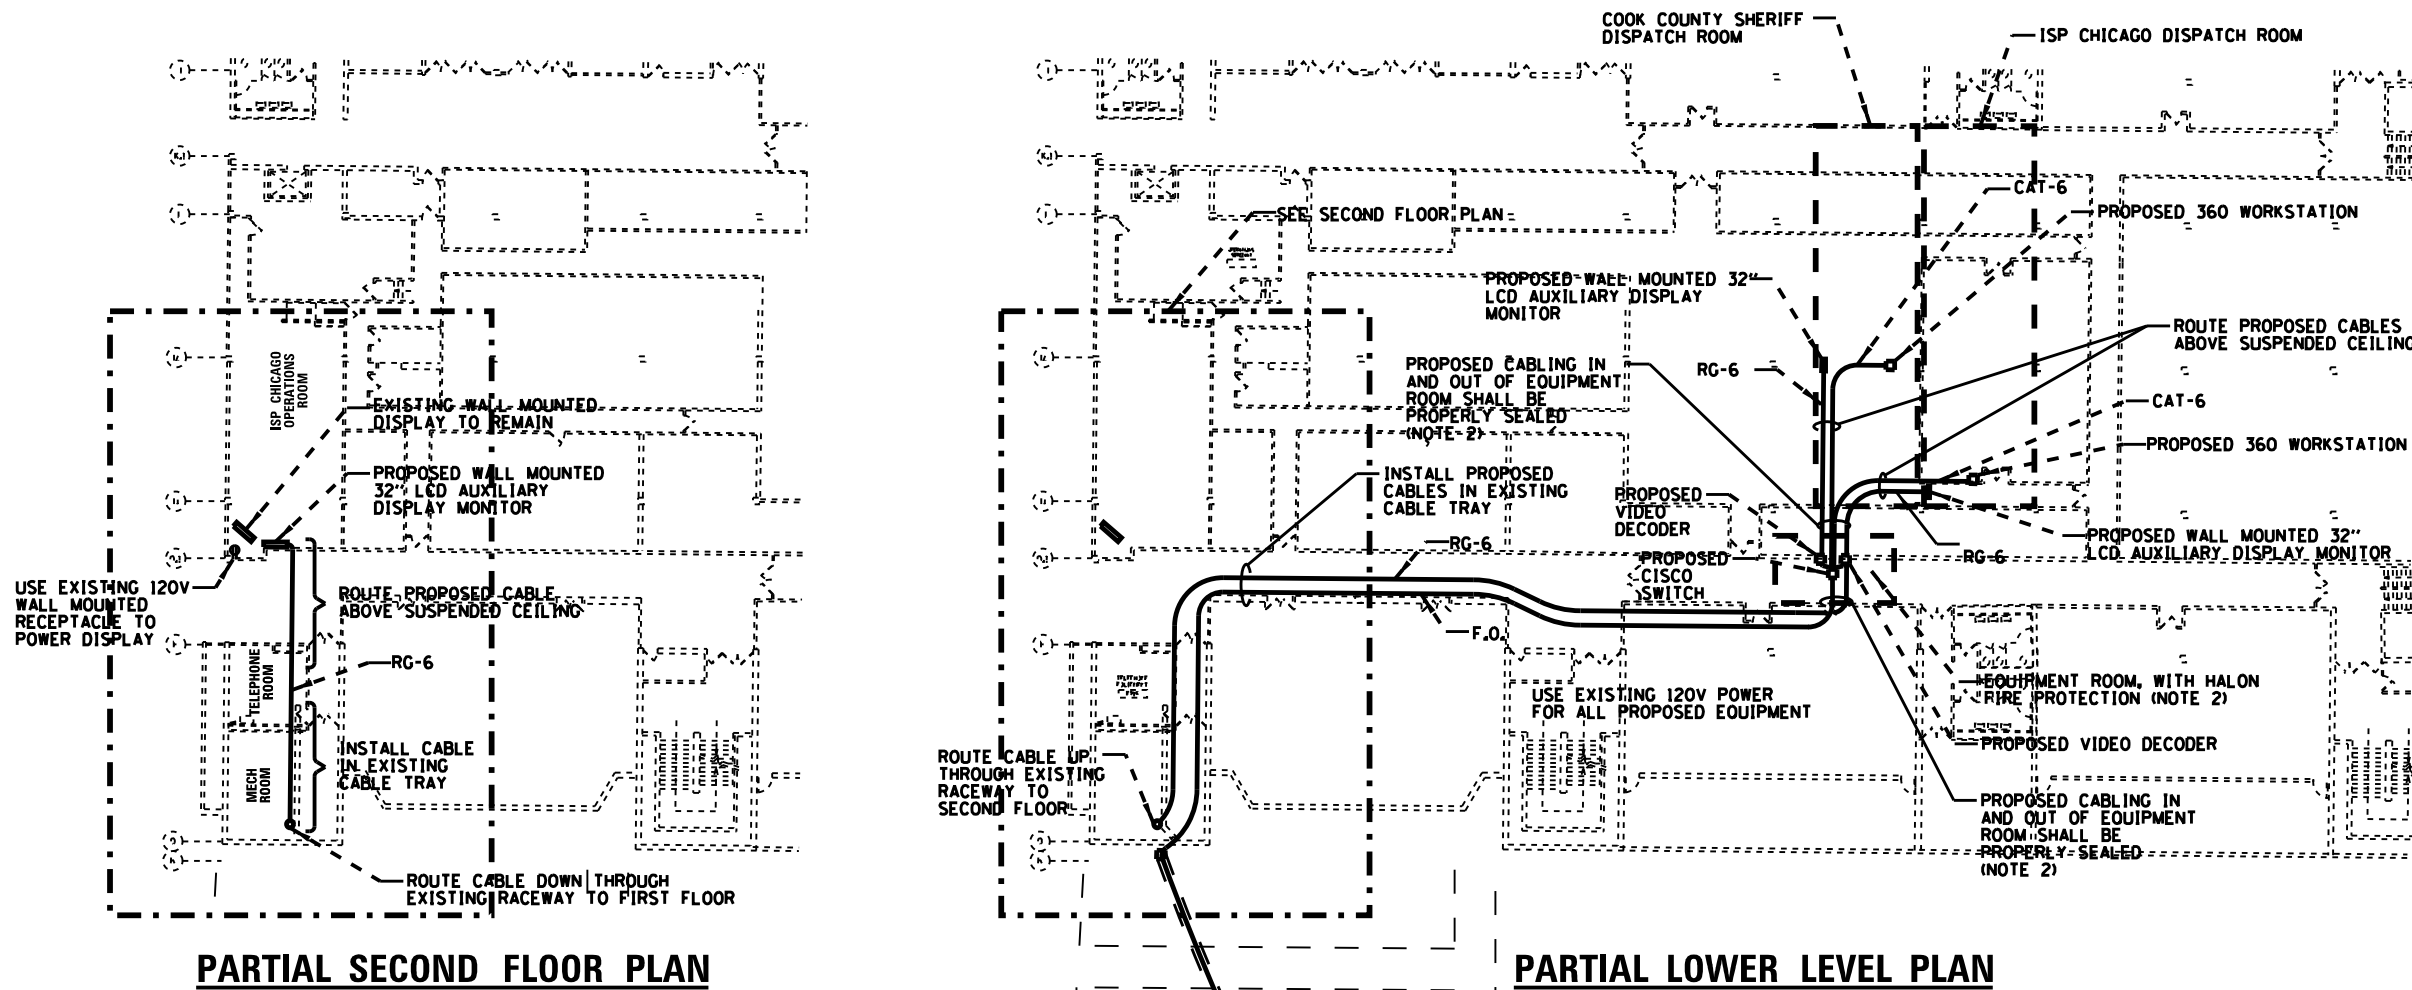 COOK COUNTY SHERIFF
DISPATCH ROOM
ISP CHICAGO DISPATCH ROOM
CAT-6
PROPOSED 360 WORKSTATION
SEE SECOND FLOOR PLAN
PROPOSED WALL MOUNTED 32"
LCD AUXILIARY DISPLAY
MONITOR
ROUTE PROPOSED CABLES
ABOVE SUSPENDED CEILING
PROPOSED CABLING IN
AND OUT OF EQUIPMENT
ROOM SHALL BE
PROPERLY SEALED
(NOTE 2)
RG-6
CAT-6
PROPOSED 360 WORKSTATION
ISP CHICAGO
OPERATIONS
ROOM
EXISTING WALL MOUNTED
DISPLAY TO REMAIN
PROPOSED WALL MOUNTED
32" LCD AUXILIARY
DISPLAY MONITOR
INSTALL PROPOSED
CABLES IN EXISTING
CABLE TRAY
PROPOSED
VIDEO
DECODER
RG-6
PROPOSED
CISCO
SWITCH
RG-6
PROPOSED WALL MOUNTED 32"
LCD AUXILIARY DISPLAY MONITOR
USE EXISTING 120V
WALL MOUNTED
RECEPTACLE TO
POWER DISPLAY
ROUTE PROPOSED CABLE
ABOVE SUSPENDED CEILING
F.O.
TELEPHONE
ROOM
RG-6
USE EXISTING 120V POWER
FOR ALL PROPOSED EQUIPMENT
EQUIPMENT ROOM, WITH HALON
FIRE PROTECTION (NOTE 2)
PROPOSED VIDEO DECODER
MECH
ROOM
INSTALL CABLE
IN EXISTING
CABLE TRAY
ROUTE CABLE UP
THROUGH EXISTING
RACEWAY TO
SECOND FLOOR
PROPOSED CABLING IN
AND OUT OF EQUIPMENT
ROOM SHALL BE
PROPERLY SEALED
(NOTE 2)
ROUTE CABLE DOWN THROUGH
EXISTING RACEWAY TO FIRST FLOOR
PARTIAL SECOND FLOOR PLAN
PARTIAL LOWER LEVEL PLAN